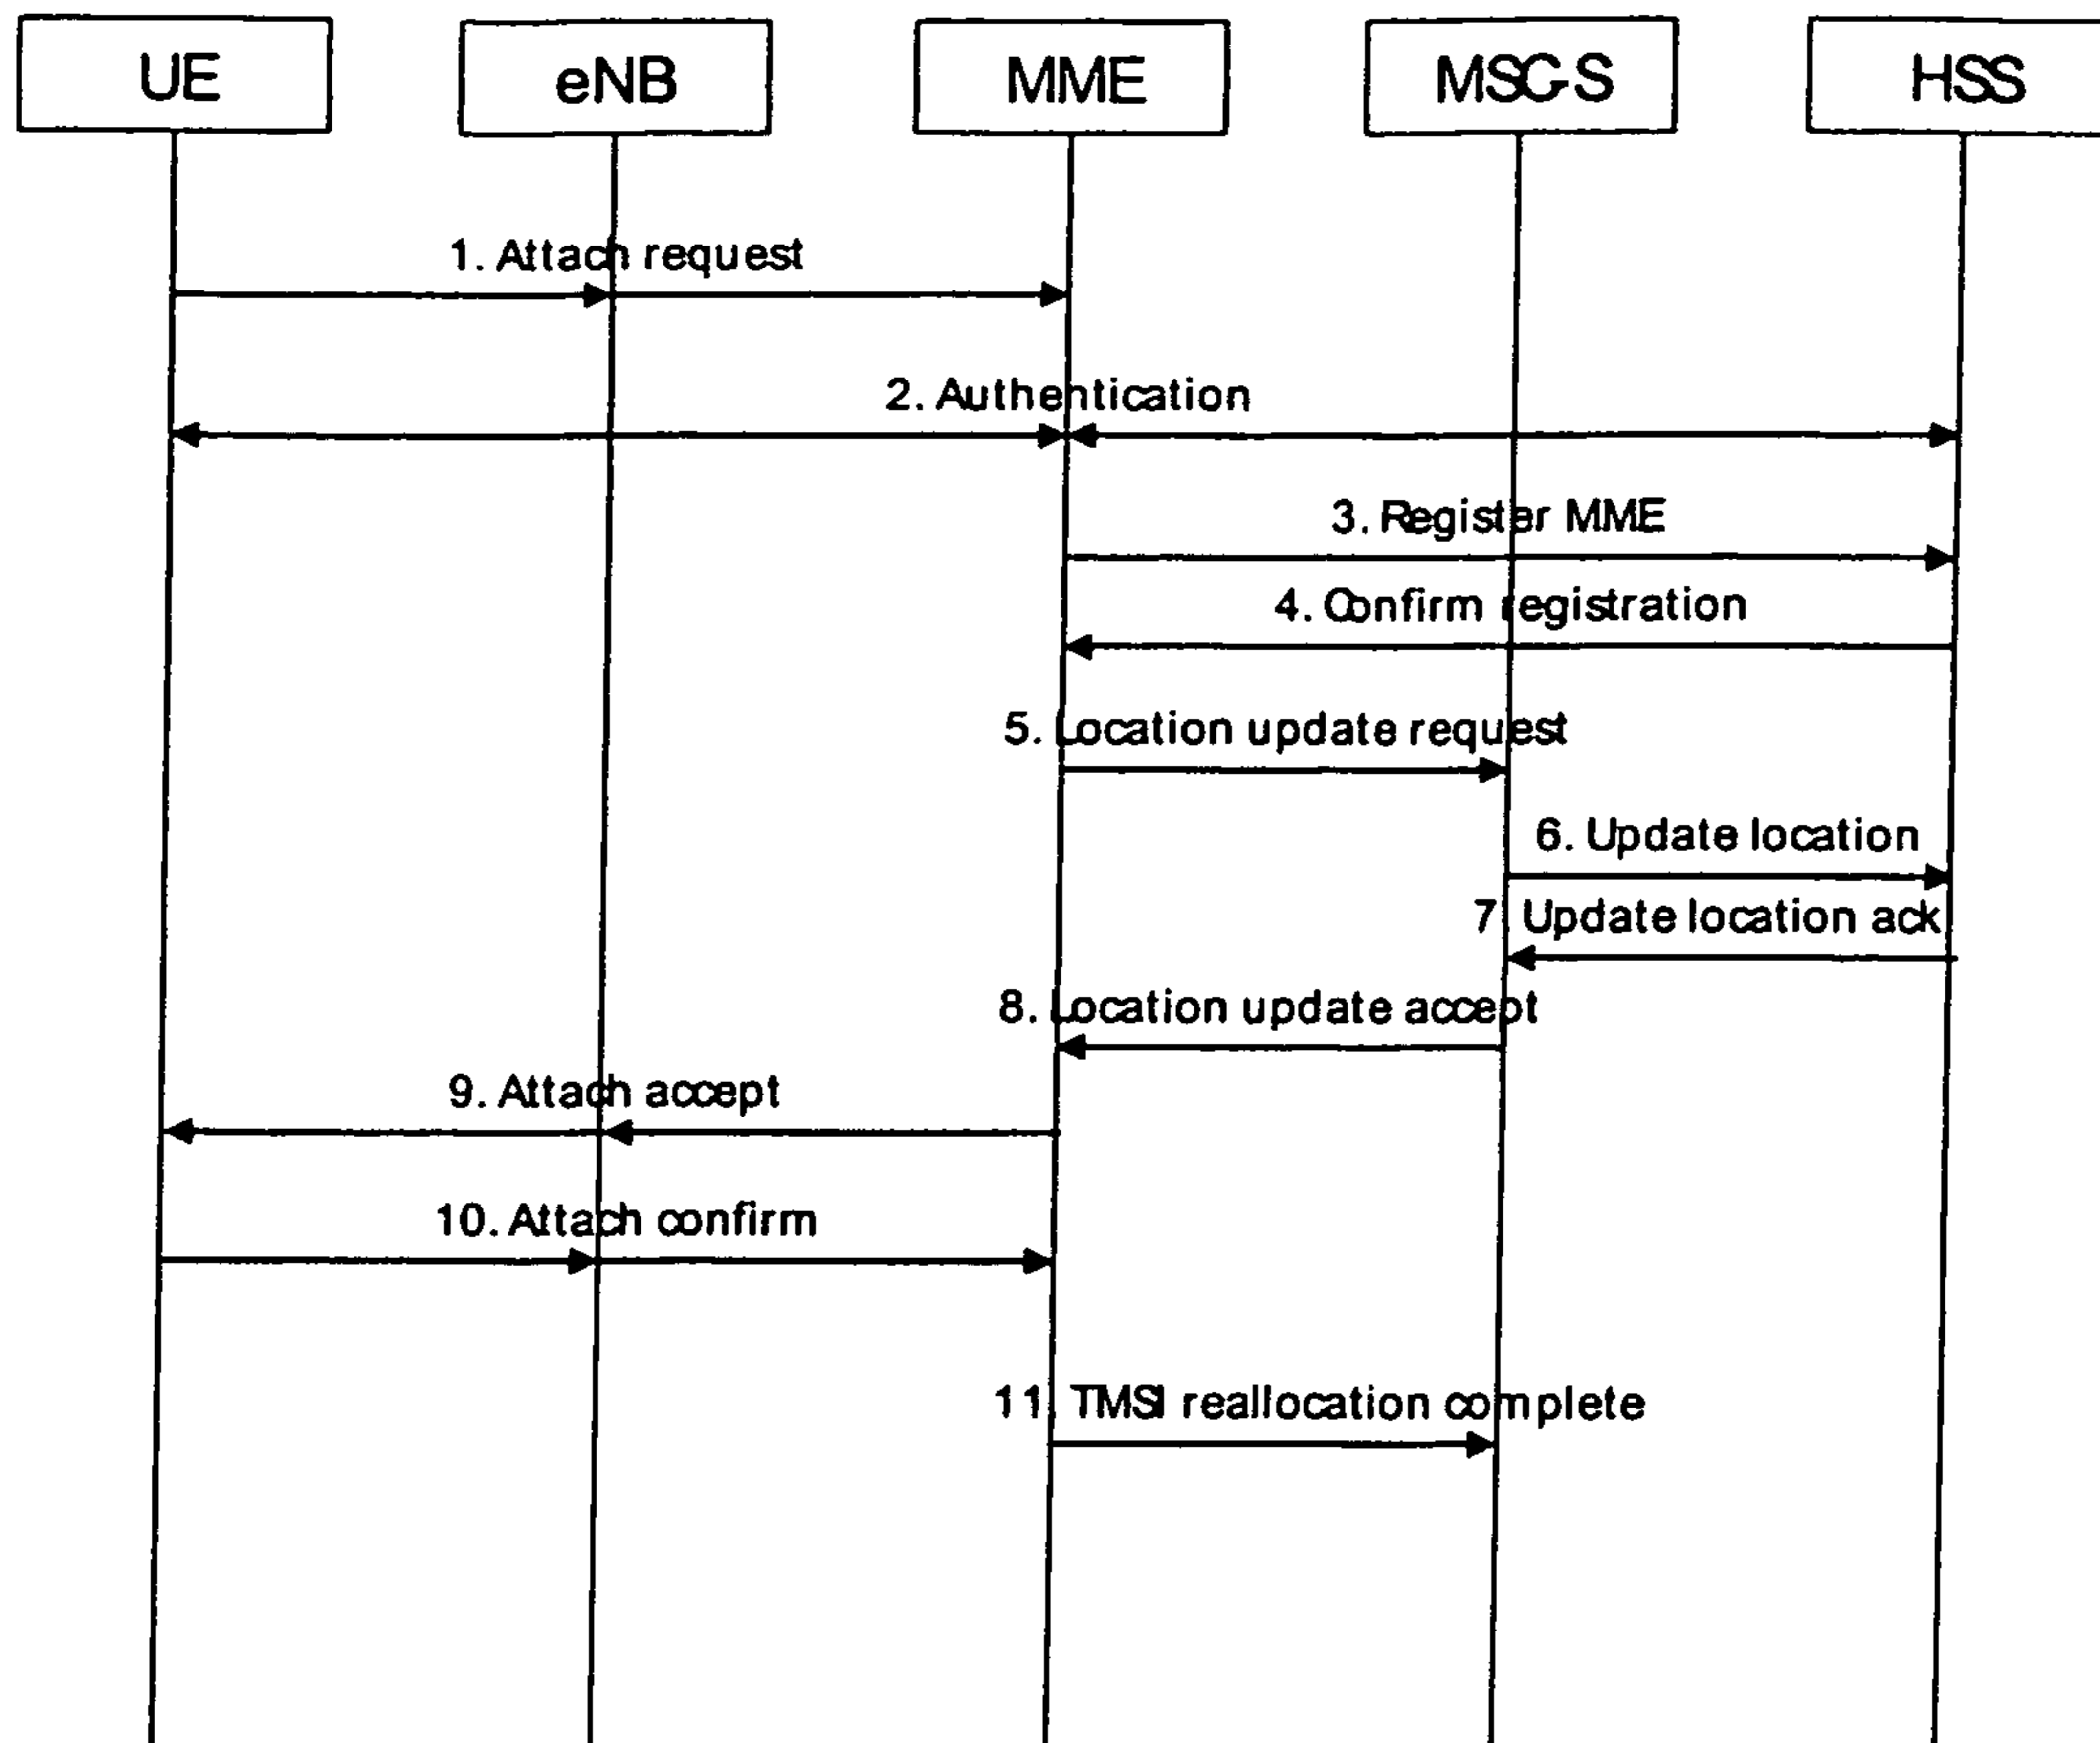 UE
eNB
MME
MSC-S
HSS
1. Attach request
2. Authentication
3. Register MME
4. Confirm registration
5. Location update request
6. Update location
7. Update location ack
8. Location update accept
9. Attach accept
10. Attach confirm
11. TMSI reallocation complete